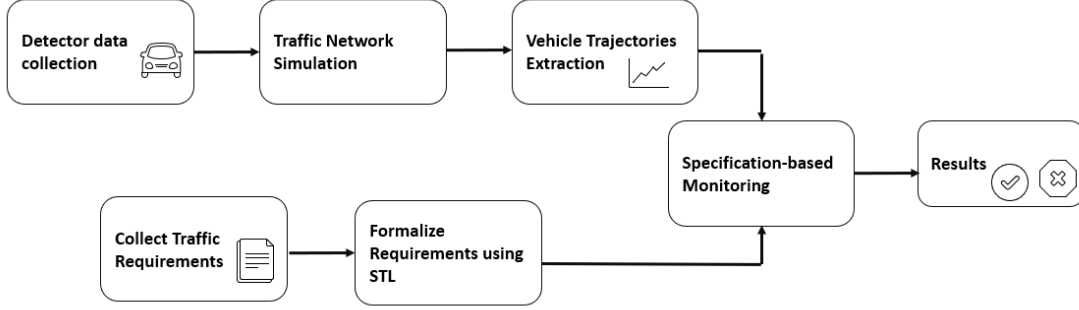 Detector data
collection
Traffic Network
Simulation
Vehicle Trajectories
Extraction
Specification-based
Monitoring
Results
Collect Traffic
Requirements
Formalize
Requirements using
STL